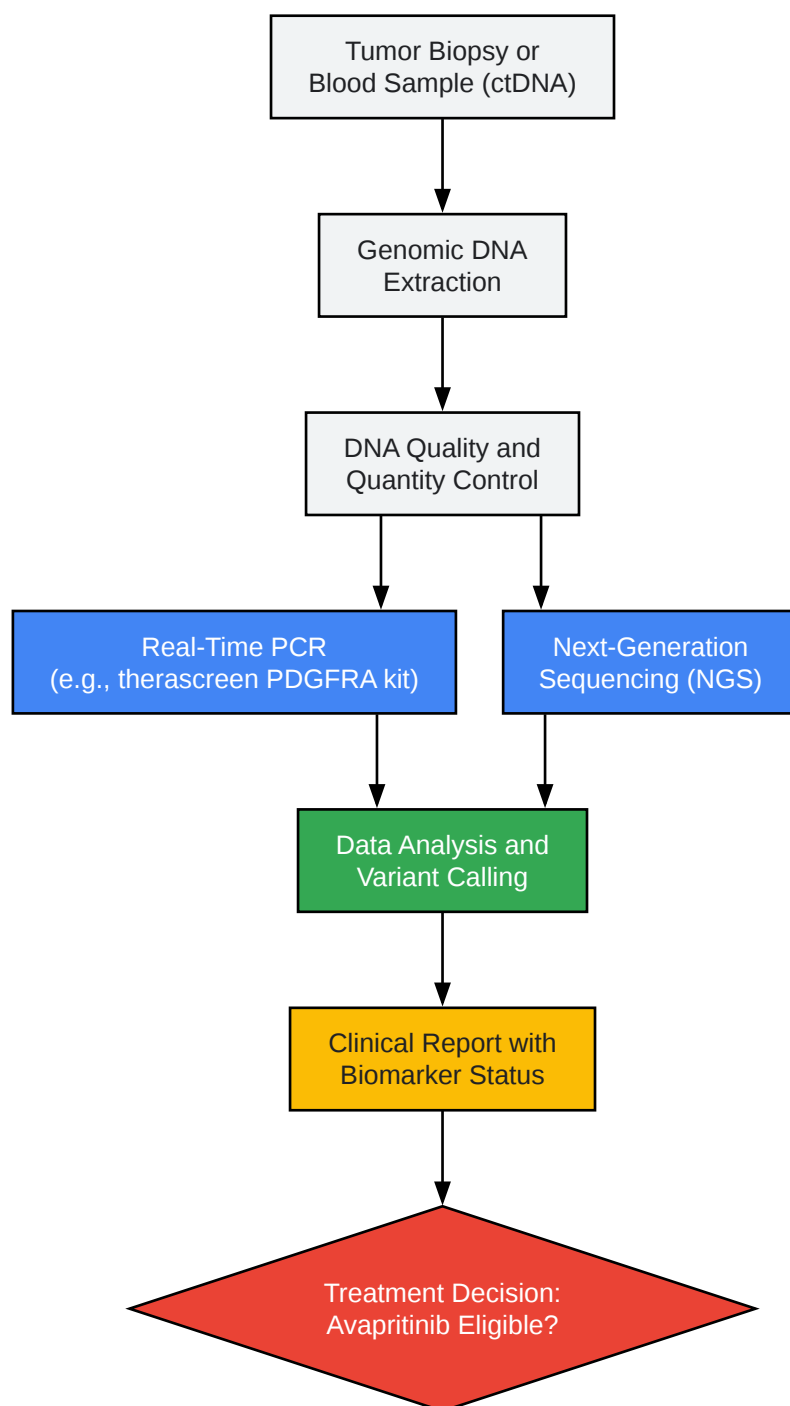 Tumor Biopsy or
Blood Sample (ctDNA)
Genomic DNA
Extraction
DNA Quality and
Quantity Control
Real-Time PCR
(e.g., therascreen PDGFRA kit)
Next-Generation
Sequencing (NGS)
Data Analysis and
Variant Calling
Clinical Report with
Biomarker Status
Treatment Decision:
Avapritinib Eligible?